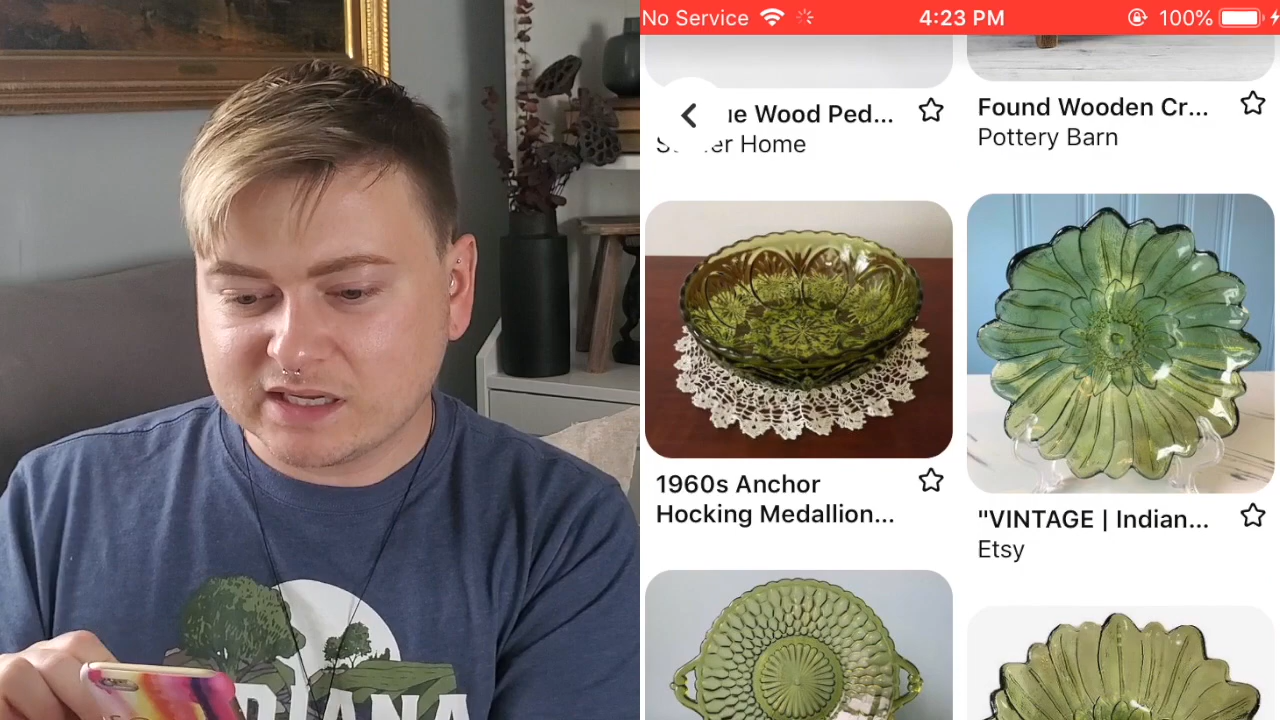 No Service 4:23 PM 100%
Wood Ped...
Home
Found Wooden Cr...
Pottery Barn
1960s Anchor
Hocking Medallion...
"VINTAGE | Indian...
Etsy
DIANA